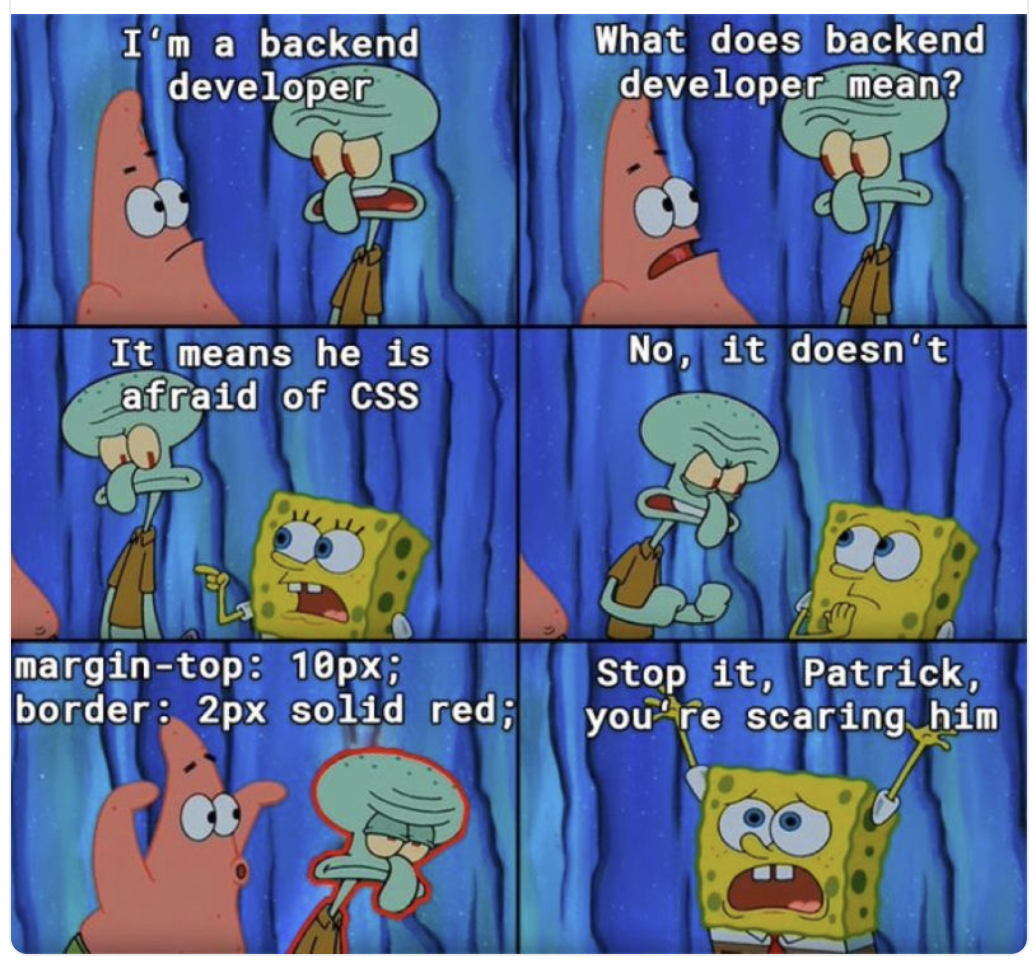 I'm a backend
developer
What does backend
developer mean?
It means he is
afraid of CSS
No, it doesn't
margin-top: 10px;
border: 2px solid red;
Stop it, Patrick,
you're scaring him